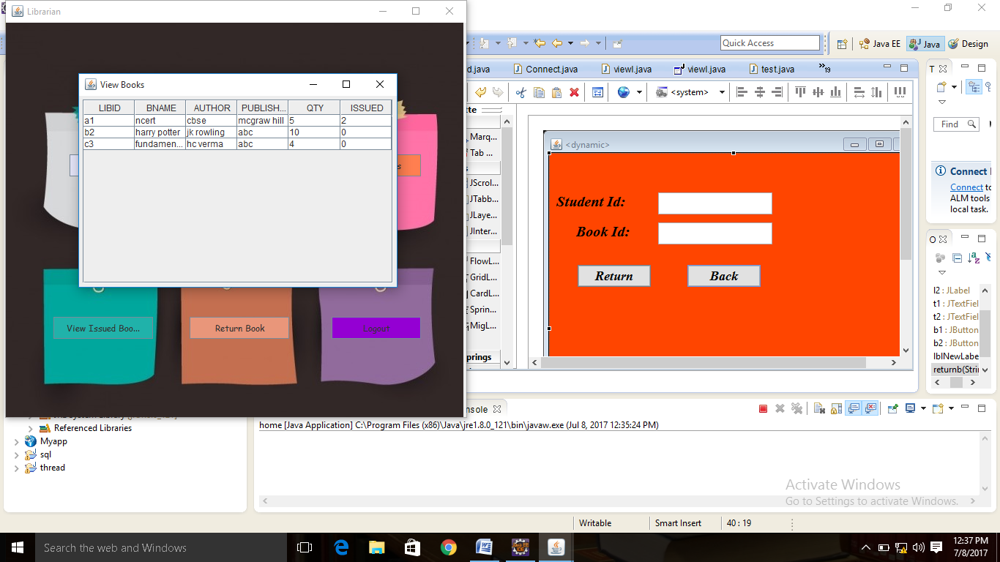 Librarian
View Books
LIBID BNAME AUTHOR PUBLISH... QTY ISSUED
a1 ncert cbse mcgraw hill 5 2
b2 harry potter jk rowling abc 10 0
c3 fundamen... hc verma abc 4 0
View Issued Boo...
Return Book
Logout
Quick Access
Java EE
Java
Design
d.java
Connect.java
viewI.java
viewI.java
test.java
19
<system>
Marq...
Tab ...
JScrol...
JTabb...
JLaye...
JInter...
FlowL...
GridL...
CardL...
Sprin...
MigL...
prings
<dynamic>
Student Id:
Book Id:
Return
Back
T
Find
Connect
Connect to
ALM tools
local task.
O
l2 : JLabel
t1 : JTextFiel
t2 : JTextFiel
b1 : JButton
b2 : JButton
lblNewLabe
returnb(Strin
Referenced Libraries
Myapp
sql
thread
nsole
home [Java Application] C:\Program Files (x86)\Java\jre1.8.0_121\bin\javaw.exe (Jul 8, 2017 12:35:24 PM)
Activate Windows
Go to Settings to activate Windows.
Writable
Smart Insert
40 : 19
Search the web and Windows
12:37 PM
7/8/2017